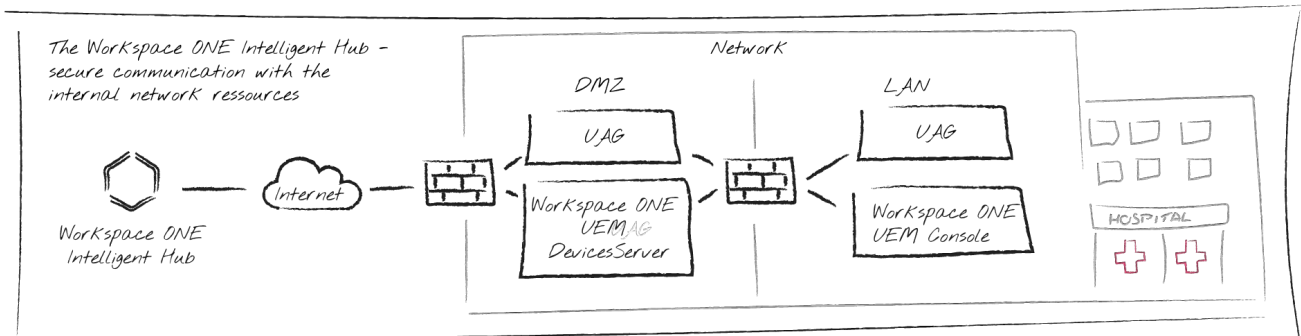 The Workspace ONE Intelligent Hub -
secure communication with the
internal network ressources
Network
DMZ
LAN
UAG
UAG
Internet
Workspace ONE
UEM
UAG
DevicesServer
Workspace ONE
UEM Console
Workspace ONE
Intelligent Hub
HOSPITAL